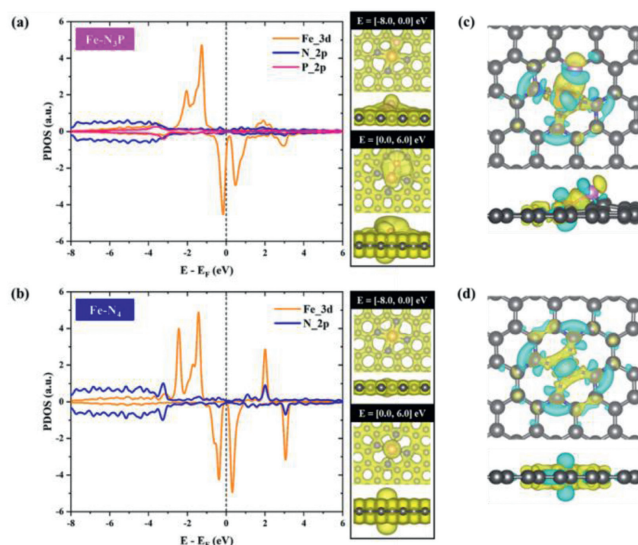 (a)
Fe-N₃P
Fe_3d
N_2p
P_2p
PDOS (a.u.)
6
4
2
0
-2
-4
-6
-8 -6 -4 -2 0 2 4 6
E - E_F (eV)
E = [-8.0, 0.0] eV
E = [0.0, 6.0] eV
(c)
(b)
Fe-N₄
Fe_3d
N_2p
PDOS (a.u.)
6
4
2
0
-2
-4
-6
-8 -6 -4 -2 0 2 4 6
E - E_F (eV)
E = [-8.0, 0.0] eV
E = [0.0, 6.0] eV
(d)